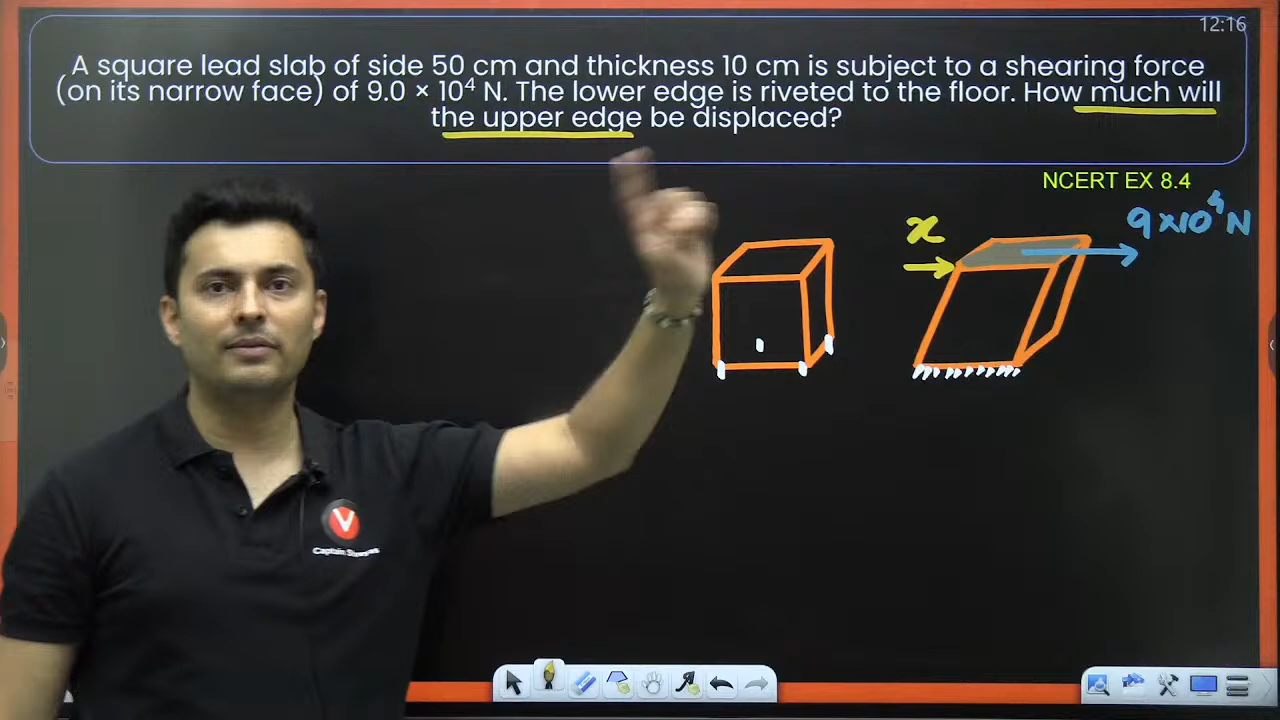 12:16
A square lead slab of side 50 cm and thickness 10 cm is subject to a shearing force
(on its narrow face) of 9.0 × 10⁴ N. The lower edge is riveted to the floor. How much will
the upper edge be displaced?
NCERT EX 8.4
x
9×10⁴ N
V